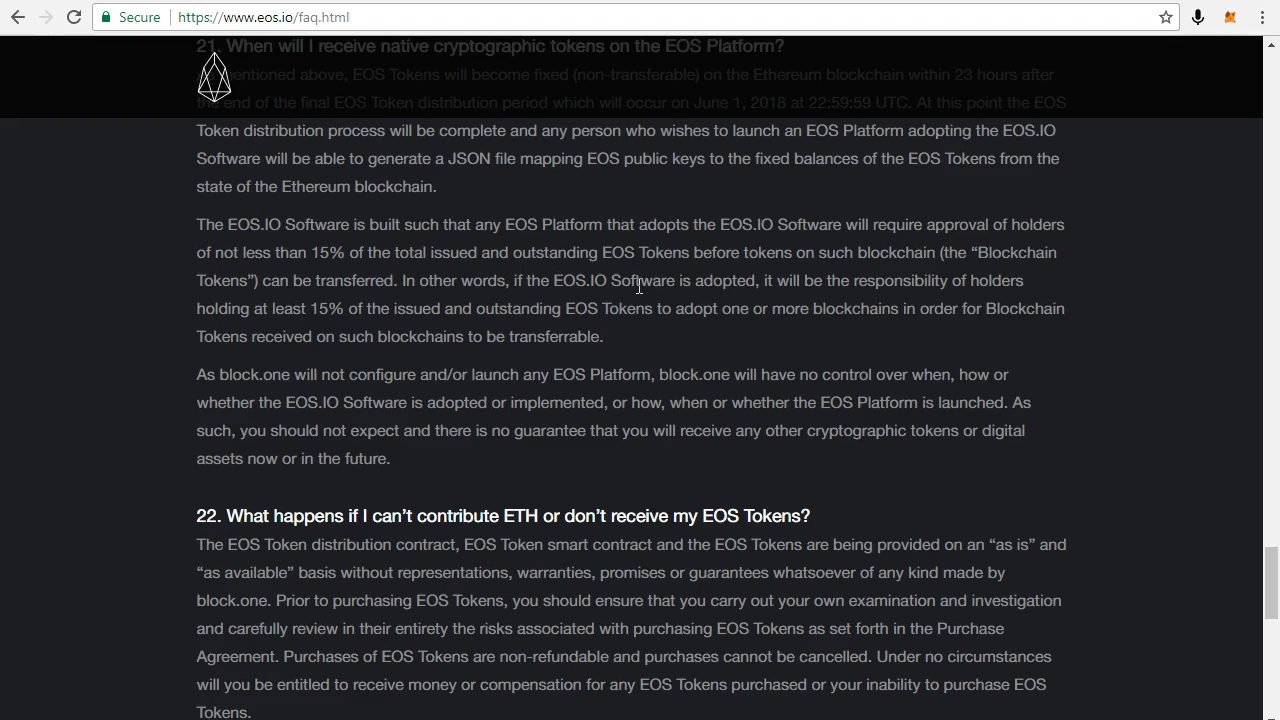 Secure
https://www.eos.io/faq.html
21. When will I receive native cryptographic tokens on the EOS Platform?
mentioned above, EOS Tokens will become fixed (non-transferable) on the Ethereum blockchain within 23 hours after
the end of the final EOS Token distribution period which will occur on June 1, 2018 at 22:59:59 UTC. At this point the EOS
Token distribution process will be complete and any person who wishes to launch an EOS Platform adopting the EOS.IO
Software will be able to generate a JSON file mapping EOS public keys to the fixed balances of the EOS Tokens from the
state of the Ethereum blockchain.
The EOS.IO Software is built such that any EOS Platform that adopts the EOS.IO Software will require approval of holders
of not less than 15% of the total issued and outstanding EOS Tokens before tokens on such blockchain (the “Blockchain
Tokens”) can be transferred. In other words, if the EOS.IO Software is adopted, it will be the responsibility of holders
holding at least 15% of the issued and outstanding EOS Tokens to adopt one or more blockchains in order for Blockchain
Tokens received on such blockchains to be transferrable.
As block.one will not configure and/or launch any EOS Platform, block.one will have no control over when, how or
whether the EOS.IO Software is adopted or implemented, or how, when or whether the EOS Platform is launched. As
such, you should not expect and there is no guarantee that you will receive any other cryptographic tokens or digital
assets now or in the future.
22. What happens if I can’t contribute ETH or don’t receive my EOS Tokens?
The EOS Token distribution contract, EOS Token smart contract and the EOS Tokens are being provided on an “as is” and
“as available” basis without representations, warranties, promises or guarantees whatsoever of any kind made by
block.one. Prior to purchasing EOS Tokens, you should ensure that you carry out your own examination and investigation
and carefully review in their entirety the risks associated with purchasing EOS Tokens as set forth in the Purchase
Agreement. Purchases of EOS Tokens are non-refundable and purchases cannot be cancelled. Under no circumstances
will you be entitled to receive money or compensation for any EOS Tokens purchased or your inability to purchase EOS
Tokens.